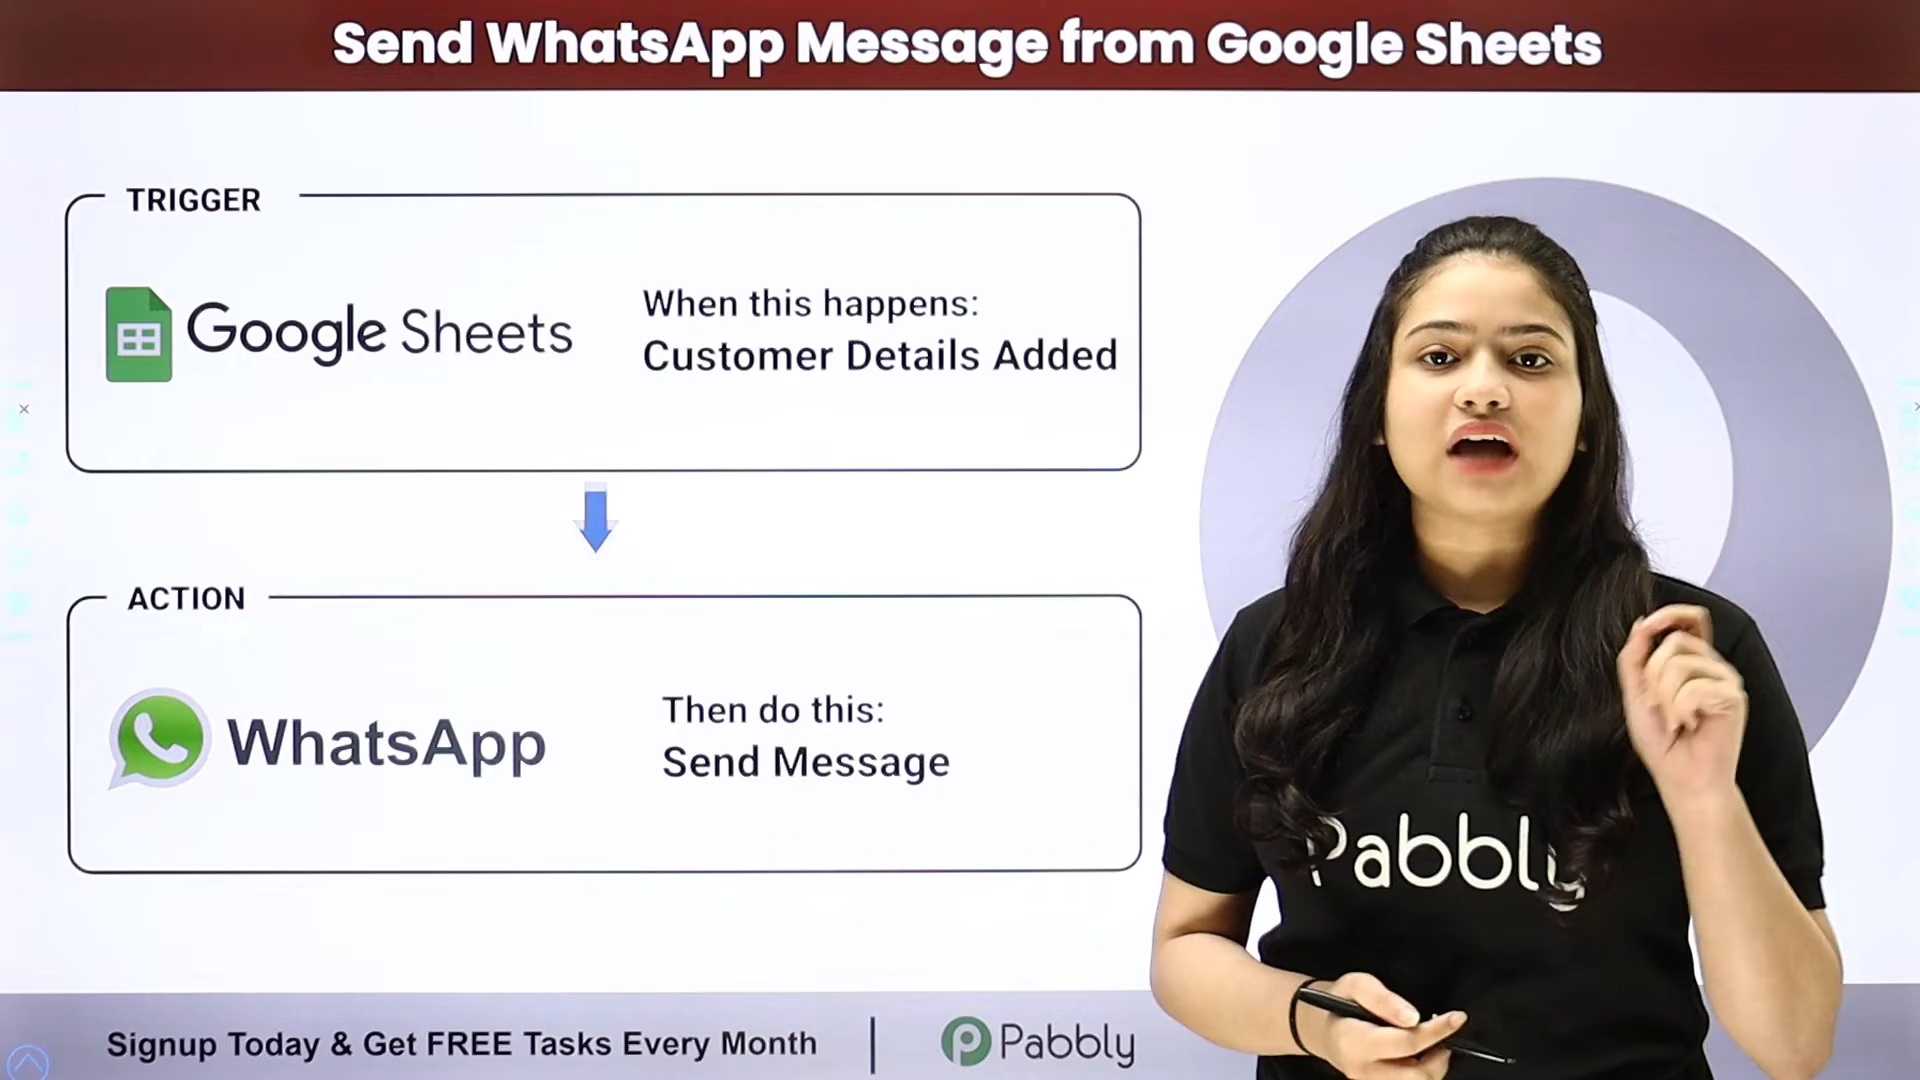 Send WhatsApp Message from Google Sheets
TRIGGER
Google Sheets
When this happens:
Customer Details Added
ACTION
WhatsApp
Then do this:
Send Message
Pabbly
Signup Today & Get FREE Tasks Every Month
Pabbly